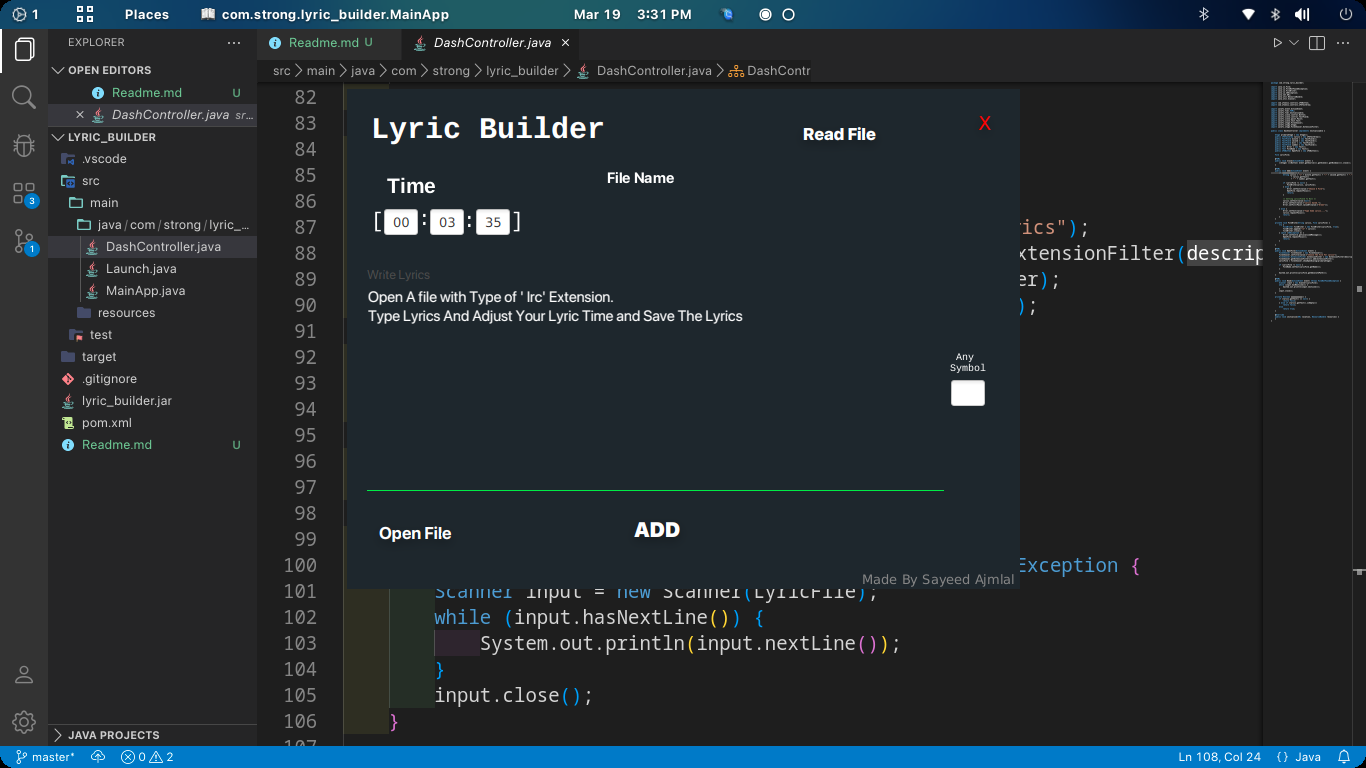 1
Places
com.strong.lyric_builder.MainApp
Mar 19 3:31 PM
EXPLORER
OPEN EDITORS
Readme.md U
DashController.java sr...
LYRIC_BUILDER
.vscode
src
main
java / com / strong / lyric_...
DashController.java
Launch.java
MainApp.java
resources
test
target
.gitignore
lyric_builder.jar
pom.xml
Readme.md U
JAVA PROJECTS
3
1
Readme.md U
DashController.java
src > main > java > com > strong > lyric_builder > DashController.java > DashContr
82
83
84
85
86
87 rics");
88 xtensionFilter(descrip
89 er);
90 );
91
92
93
94
95
96
97
98
99
100 Exception {
101 Scanner input = new Scanner(LyricFile);
102 while (input.hasNextLine()) {
103 System.out.println(input.nextLine());
104 }
105 input.close();
106 }
107
Lyric Builder
Read File
X
Time
File Name
[00:03:35]
Write Lyrics
Open A file with Type of ' lrc' Extension.
Type Lyrics And Adjust Your Lyric Time and Save The Lyrics
Any
Symbol
Open File
ADD
Made By Sayeed Ajmlal
master*
0 2
Ln 108, Col 24
{} Java